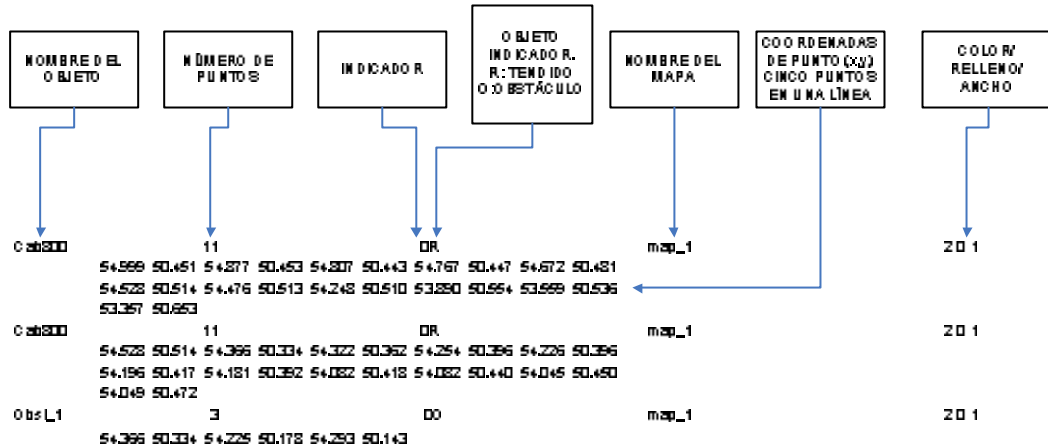 NOMBRE DEL
OBJETO
NÚMERO DE
PUNTOS
INDICADOR
OBJETO
INDICADOR.
R: TENDIDO
O:OBSTÁCULO
NOMBRE DEL
MAPA
COORDENADAS
DE PUNTO (x,y)
CINCO PUNTOS
EN UNA LÍNEA
COLOR/
RELLENO/
ANCHO
Cab800 11 0R map_1 2 0 1
54.999 50.451 54.877 50.453 54.807 50.443 54.767 50.447 54.672 50.481
54.528 50.514 54.476 50.513 54.248 50.510 53.890 50.554 53.959 50.536
53.357 50.653
Cab800 11 0R map_1 2 0 1
54.528 50.514 54.366 50.334 54.322 50.362 54.254 50.396 54.226 50.396
54.196 50.417 54.181 50.392 54.082 50.418 54.082 50.440 54.045 50.450
54.049 50.472
Obsl_1 3 00 map_1 2 0 1
54.366 50.334 54.225 50.178 54.293 50.143